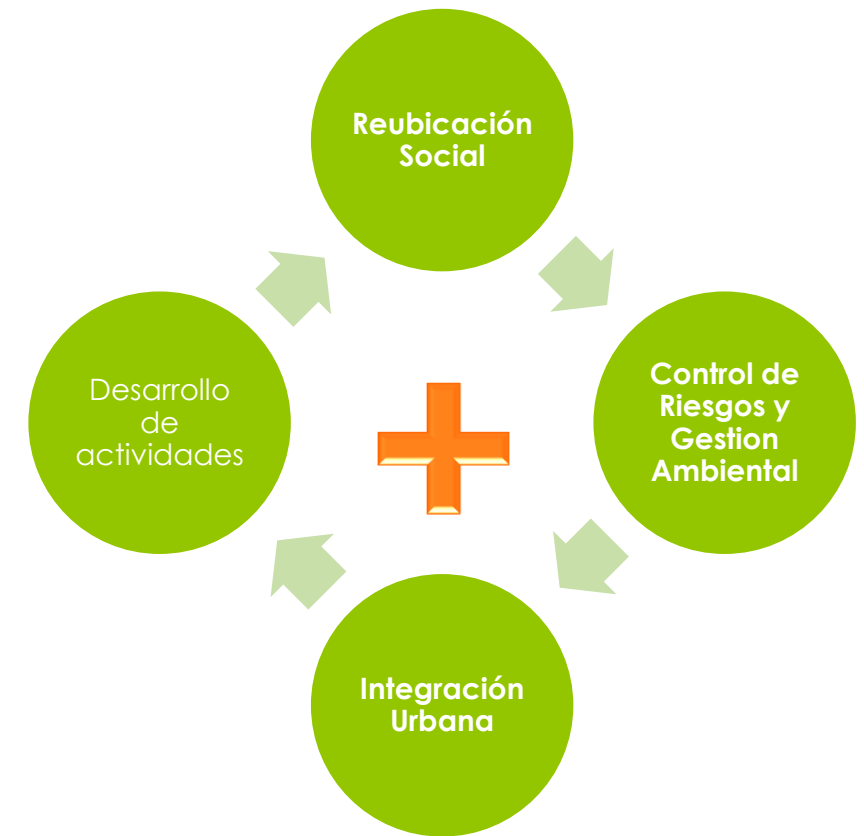 Reubicación
Social
Control de
Riesgos y
Gestion
Ambiental
Integración
Urbana
Desarrollo
de
actividades